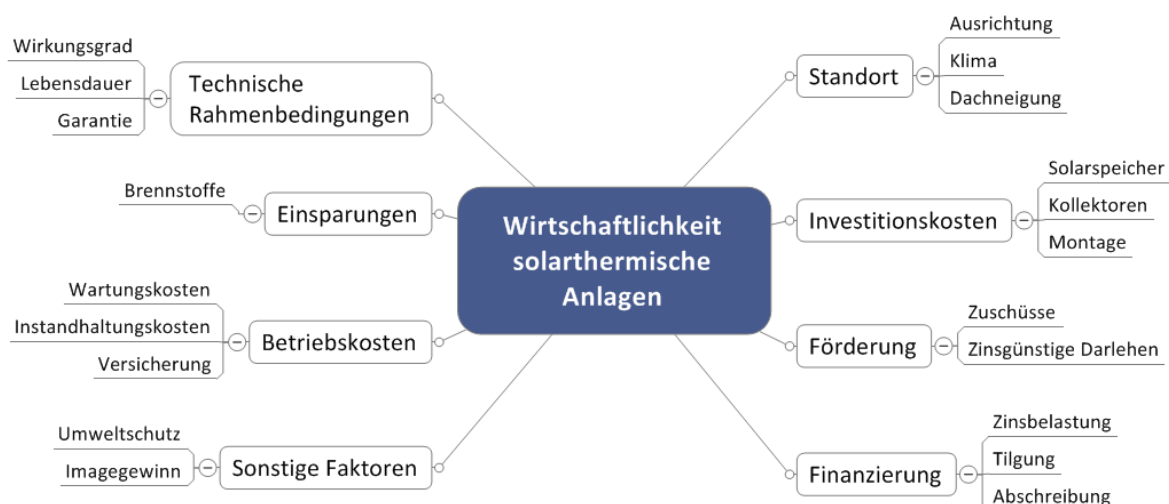 Wirtschaftlichkeit
solarthermische
Anlagen
Technische
Rahmenbedingungen
Wirkungsgrad
Lebensdauer
Garantie
Einsparungen
Brennstoffe
Betriebskosten
Wartungskosten
Instandhaltungskosten
Versicherung
Sonstige Faktoren
Umweltschutz
Imagegewinn
Standort
Ausrichtung
Klima
Dachneigung
Investitionskosten
Solarspeicher
Kollektoren
Montage
Förderung
Zuschüsse
Zinsgünstige Darlehen
Finanzierung
Zinsbelastung
Tilgung
Abschreibung